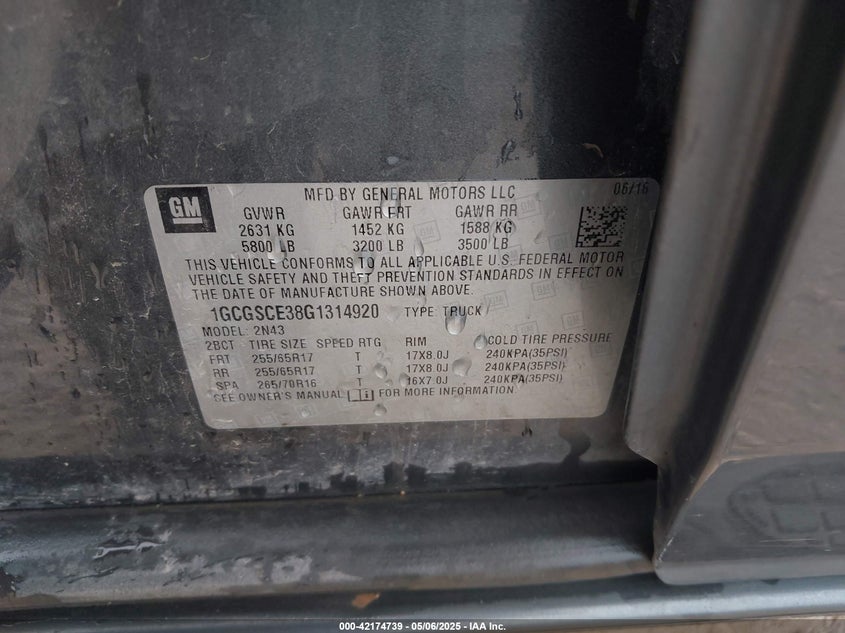 GM
MFD BY GENERAL MOTORS LLC 06/16
GVWR GAWR FRT GAWR RR
2631 KG 1452 KG 1588 KG
5800 LB 3200 LB 3500 LB
THIS VEHICLE CONFORMS TO ALL APPLICABLE U.S. FEDERAL MOTOR
VEHICLE SAFETY AND THEFT PREVENTION STANDARDS IN EFFECT ON
THE DATE OF MANUFACTURE SHOWN ABOVE.
1GCGSCE38G1314920 TYPE: TRUCK
MODEL: 2N43
2BCT TIRE SIZE SPEED RTG RIM COLD TIRE PRESSURE
FRT 255/65R17 T 17X8.0J 240KPA(35PSI)
RR 255/65R17 T 17X8.0J 240KPA(35PSI)
SPA 265/70R16 T 16X7.0J 240KPA(35PSI)
SEE OWNER'S MANUAL FOR MORE INFORMATION.
000-42174739 - 05/06/2025 - IAA Inc.